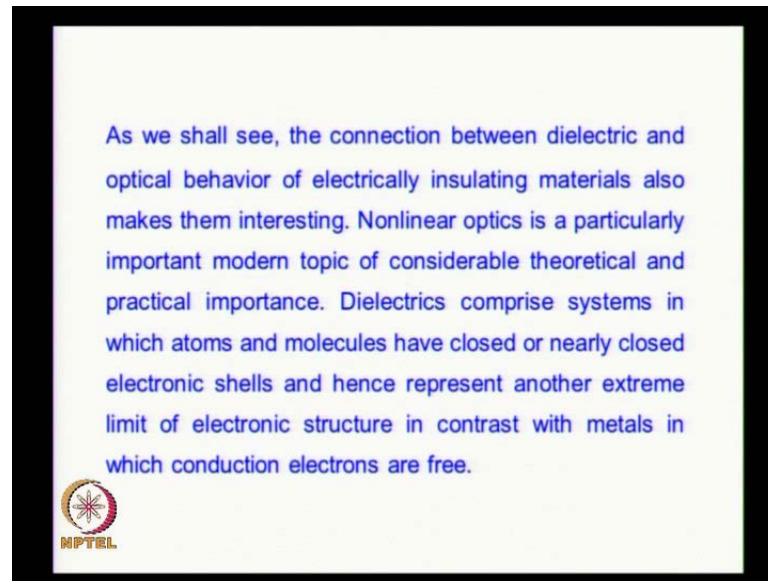 As we shall see, the connection between dielectric and
optical behavior of electrically insulating materials also
makes them interesting. Nonlinear optics is a particularly
important modern topic of considerable theoretical and
practical importance. Dielectrics comprise systems in
which atoms and molecules have closed or nearly closed
electronic shells and hence represent another extreme
limit of electronic structure in contrast with metals in
which conduction electrons are free.
NPTEL